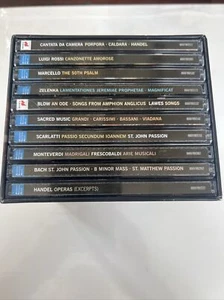 CANTATA DA CAMERA PORPORA · CALDARA · HANDEL
LUIGI ROSSI CANZONETTE AMOROSE
MARCELLO THE 50TH PSALM
ZELENKA LAMENTATIONES JEREMIAE PROPHETAE · MAGNIFICAT
BLOW AN ODE · SONGS FROM AMPHION ANGLICUS LAWES SONGS
SACRED MUSIC GRANDI · CARISSIMI · BASSANI · VIADANA
SCARLATTI PASSIO SECUNDUM IOANNEM ST. JOHN PASSION
MONTEVERDI MADRIGALI FRESCOBALDI ARIE MUSICALI
BACH ST. JOHN PASSION · B MINOR MASS · ST. MATTHEW PASSION
HANDEL OPERAS (EXCERPTS)